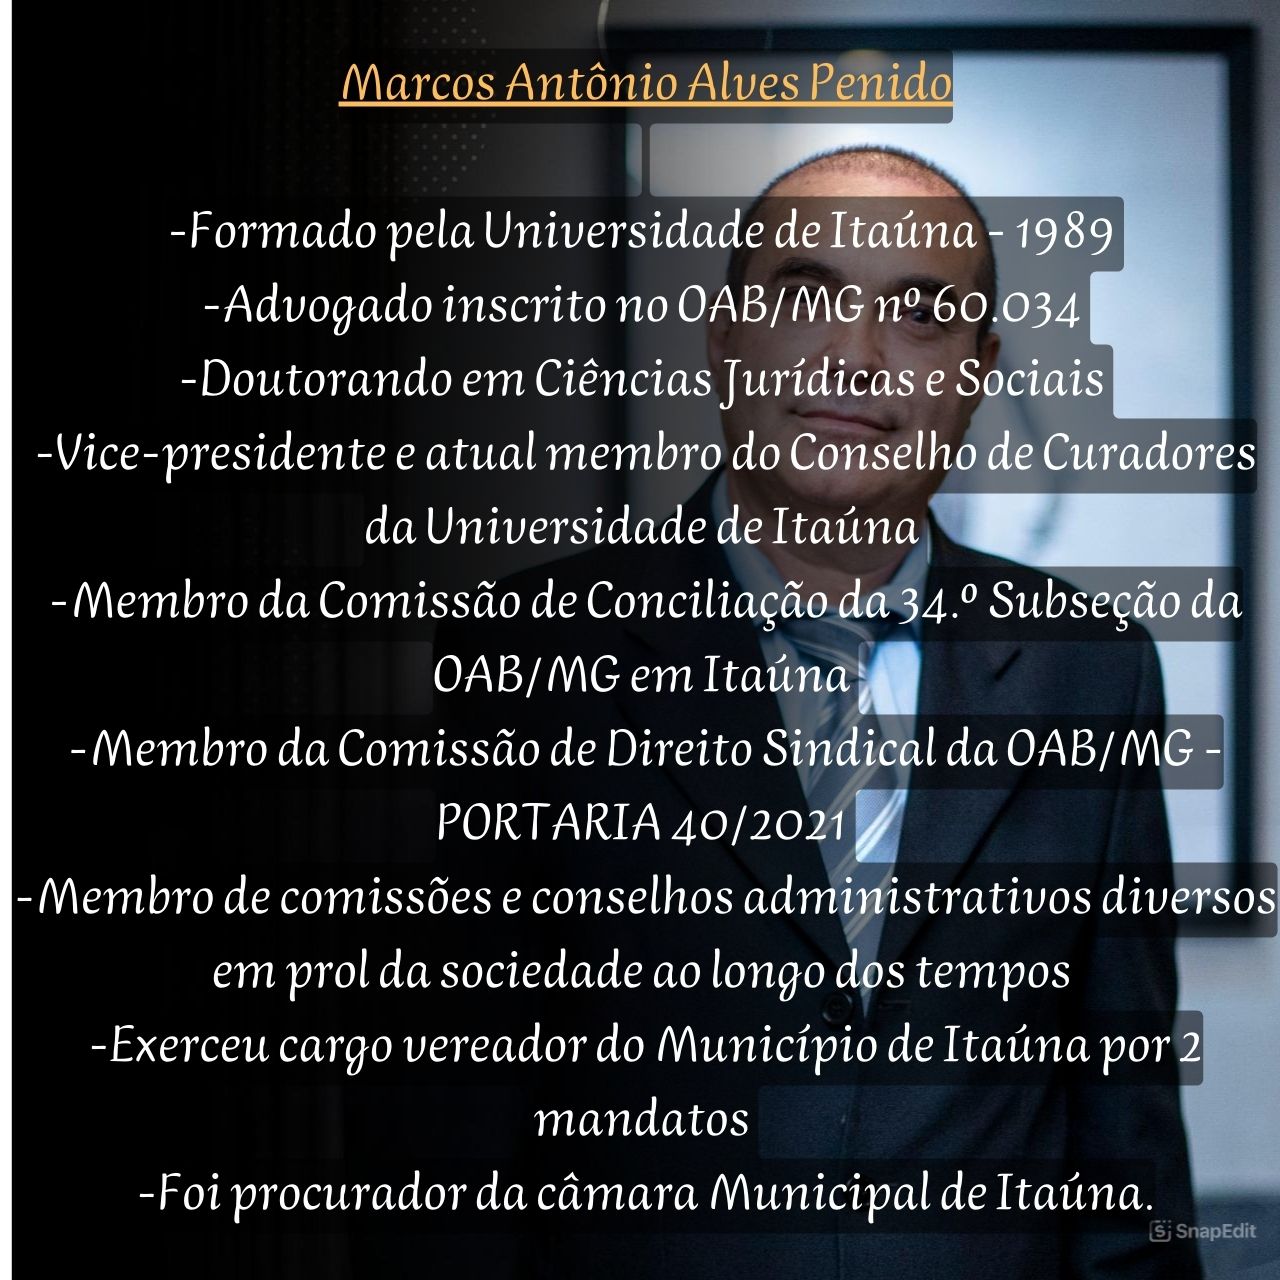 Marcos Antônio Alves Penido
-Formado pela Universidade de Itaúna - 1989
-Advogado inscrito no OAB/MG nº 60.034
-Doutorando em Ciências Jurídicas e Sociais
-Vice-presidente e atual membro do Conselho de Curadores
da Universidade de Itaúna
-Membro da Comissão de Conciliação da 34.º Subseção da
OAB/MG em Itaúna
-Membro da Comissão de Direito Sindical da OAB/MG -
PORTARIA 40/2021
-Membro de comissões e conselhos administrativos diversos
em prol da sociedade ao longo dos tempos
-Exerceu cargo vereador do Município de Itaúna por 2
mandatos
-Foi procurador da câmara Municipal de Itaúna.
SnapEdit